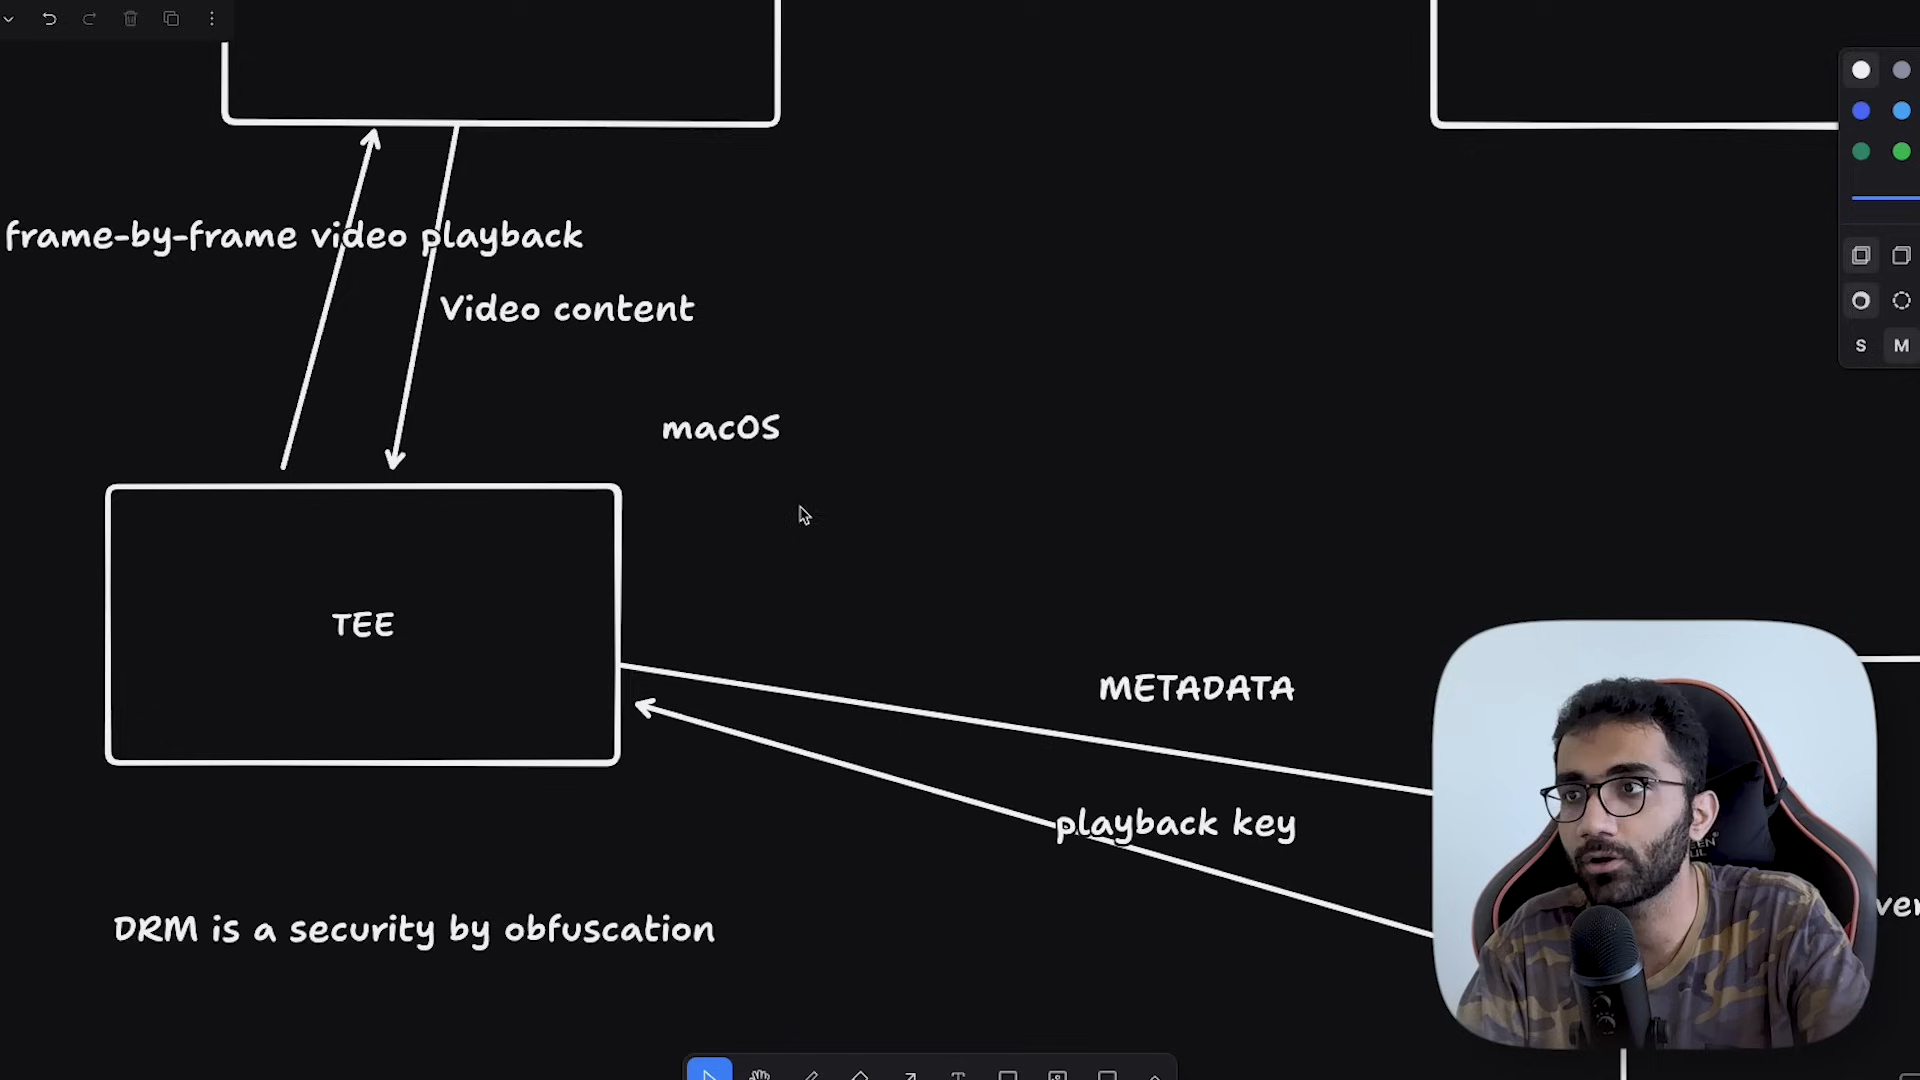 frame-by-frame video playback
Video content
macOS
TEE
METADATA
playback key
DRM is a security by obfuscation
S
M